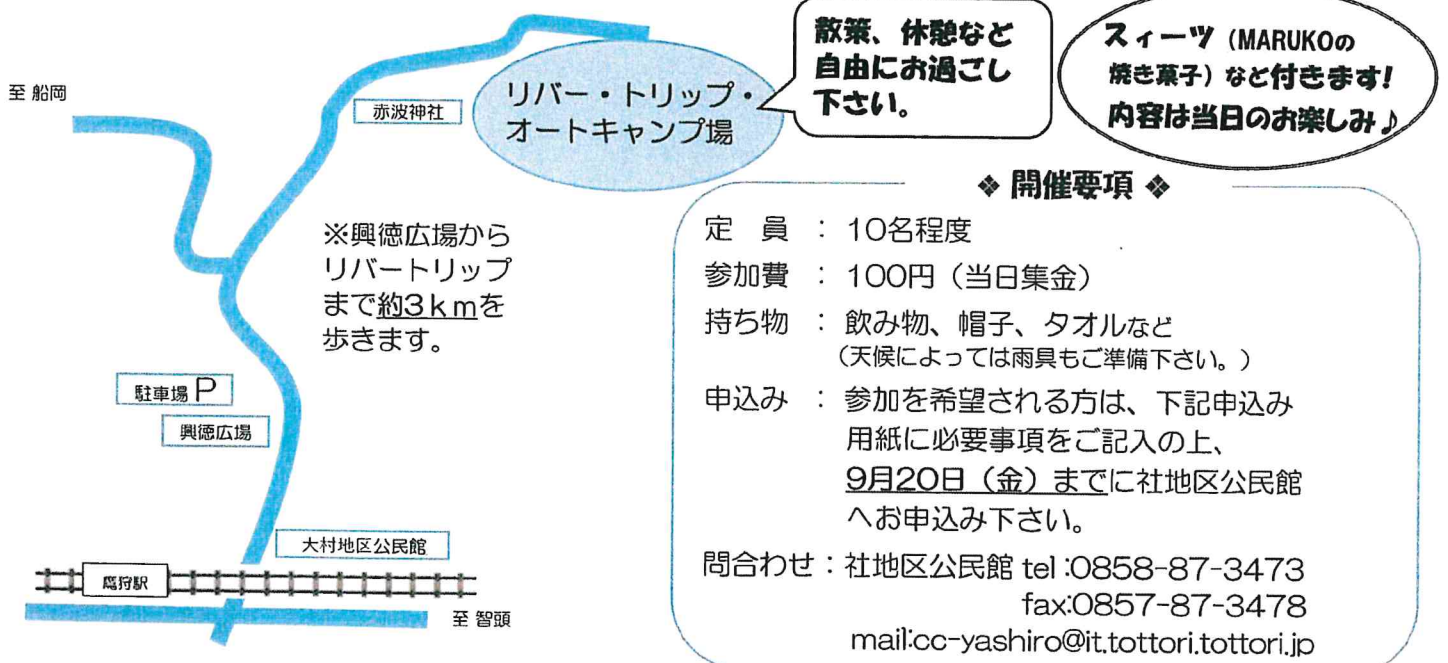 至 船岡
赤波神社
リバー・トリップ・
オートキャンプ場
散策、休憩など
自由にお過ごし
下さい。
スィーツ（MARUKOの
焼き菓子）など付きます!
内容は当日のお楽しみ♪
※興徳広場から
リバートリップ
まで約3kmを
歩きます。
駐車場 P
興徳広場
大村地区公民館
鷹狩駅
至 智頭
❖ 開催要項 ❖
定　員 ： 10名程度
参加費 ： 100円（当日集金）
持ち物 ： 飲み物、帽子、タオルなど
（天候によっては雨具もご準備下さい。）
申込み ： 参加を希望される方は、下記申込み
用紙に必要事項をご記入の上、
9月20日（金）までに社地区公民館
へお申込み下さい。
問合わせ：社地区公民館 tel:0858-87-3473
fax:0857-87-3478
mail:cc-yashiro@it.tottori.tottori.jp